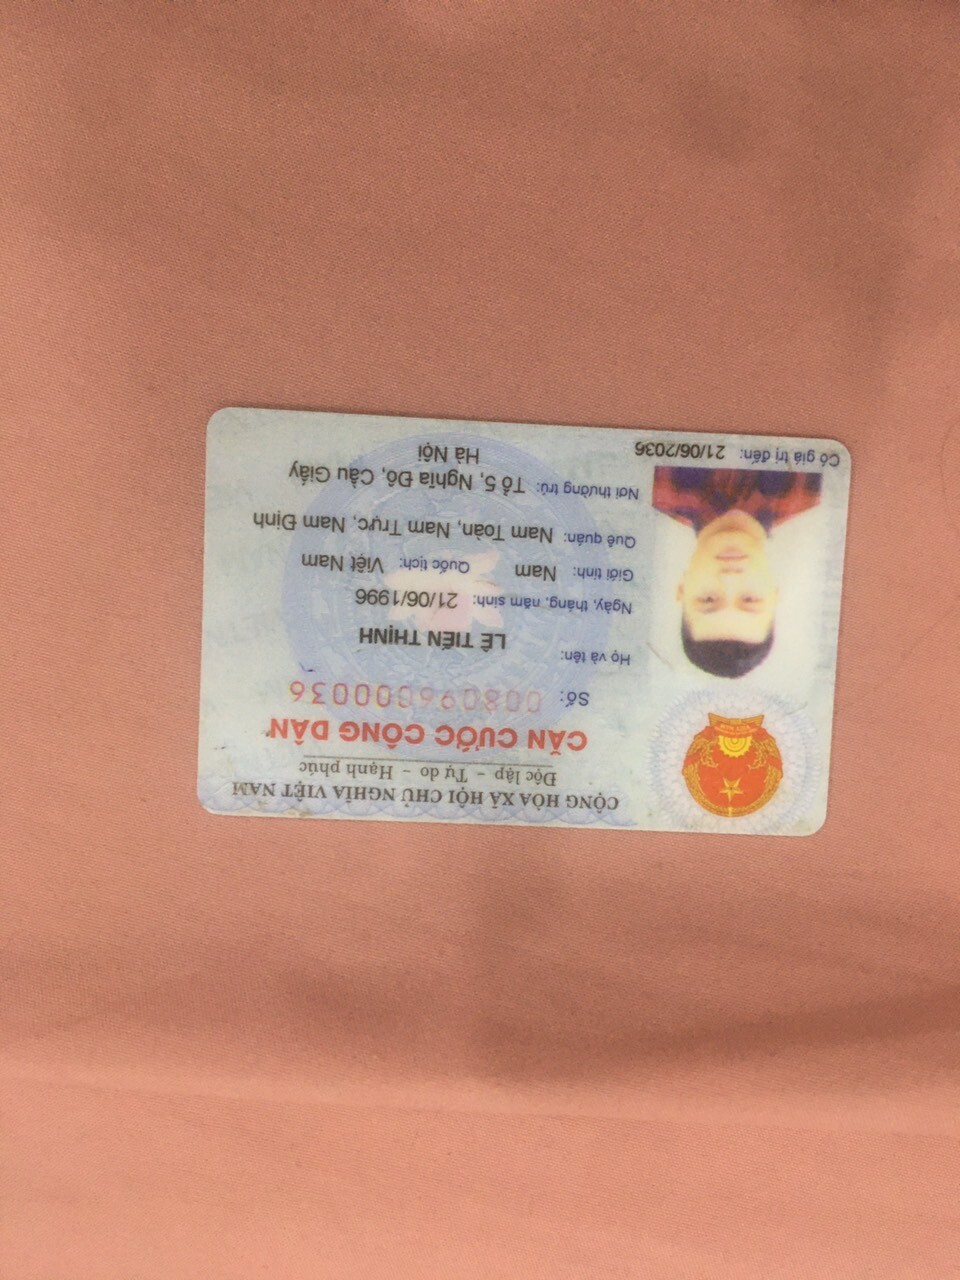 CỘNG HÒA XÃ HỘI CHỦ NGHĨA VIỆT NAM
Độc lập - Tự do - Hạnh phúc
CĂN CƯỚC CÔNG DÂN
Số: 008096000036
Họ và tên:
LÊ TIẾN THỊNH
Ngày, tháng, năm sinh: 21/06/1996
Giới tính: Nam Quốc tịch: Việt Nam
Quê quán: Nam Toàn, Nam Trực, Nam Định
Nơi thường trú: Tổ 5, Nghĩa Đô, Cầu Giấy
Hà Nội
Có giá trị đến: 21/06/2036